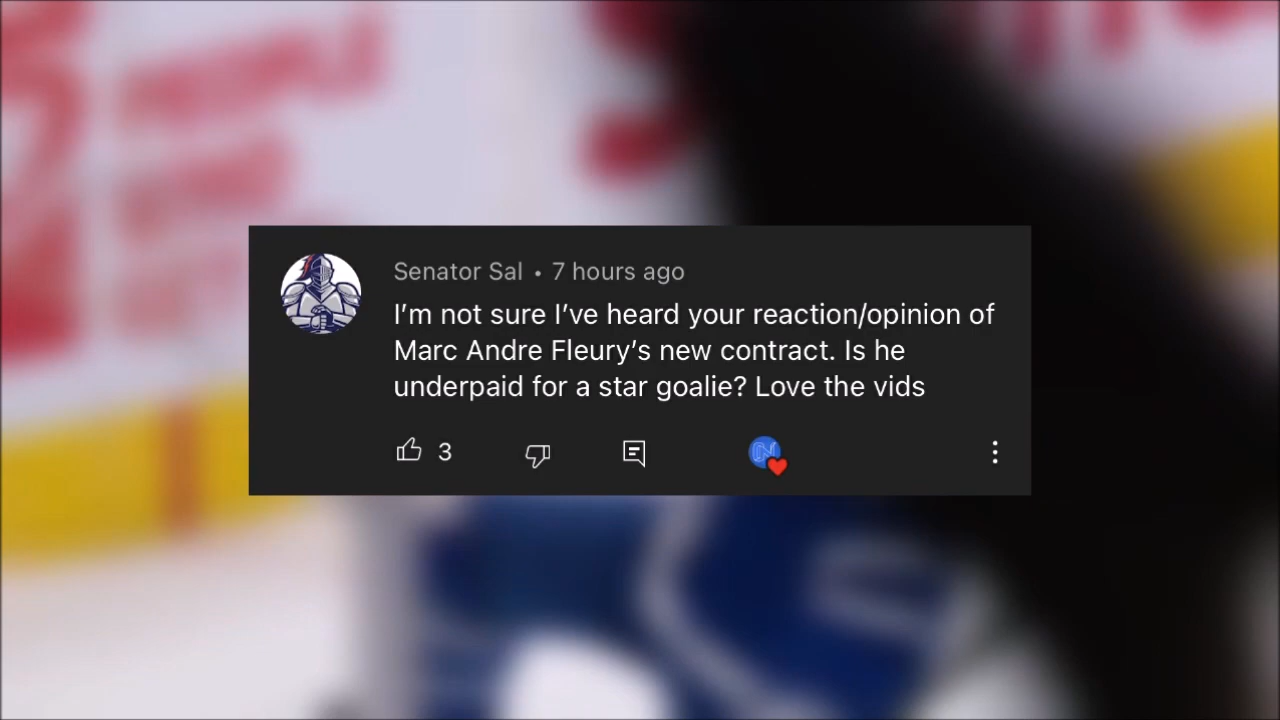 Senator Sal • 7 hours ago
I’m not sure I’ve heard your reaction/opinion of
Marc Andre Fleury’s new contract. Is he
underpaid for a star goalie? Love the vids
3